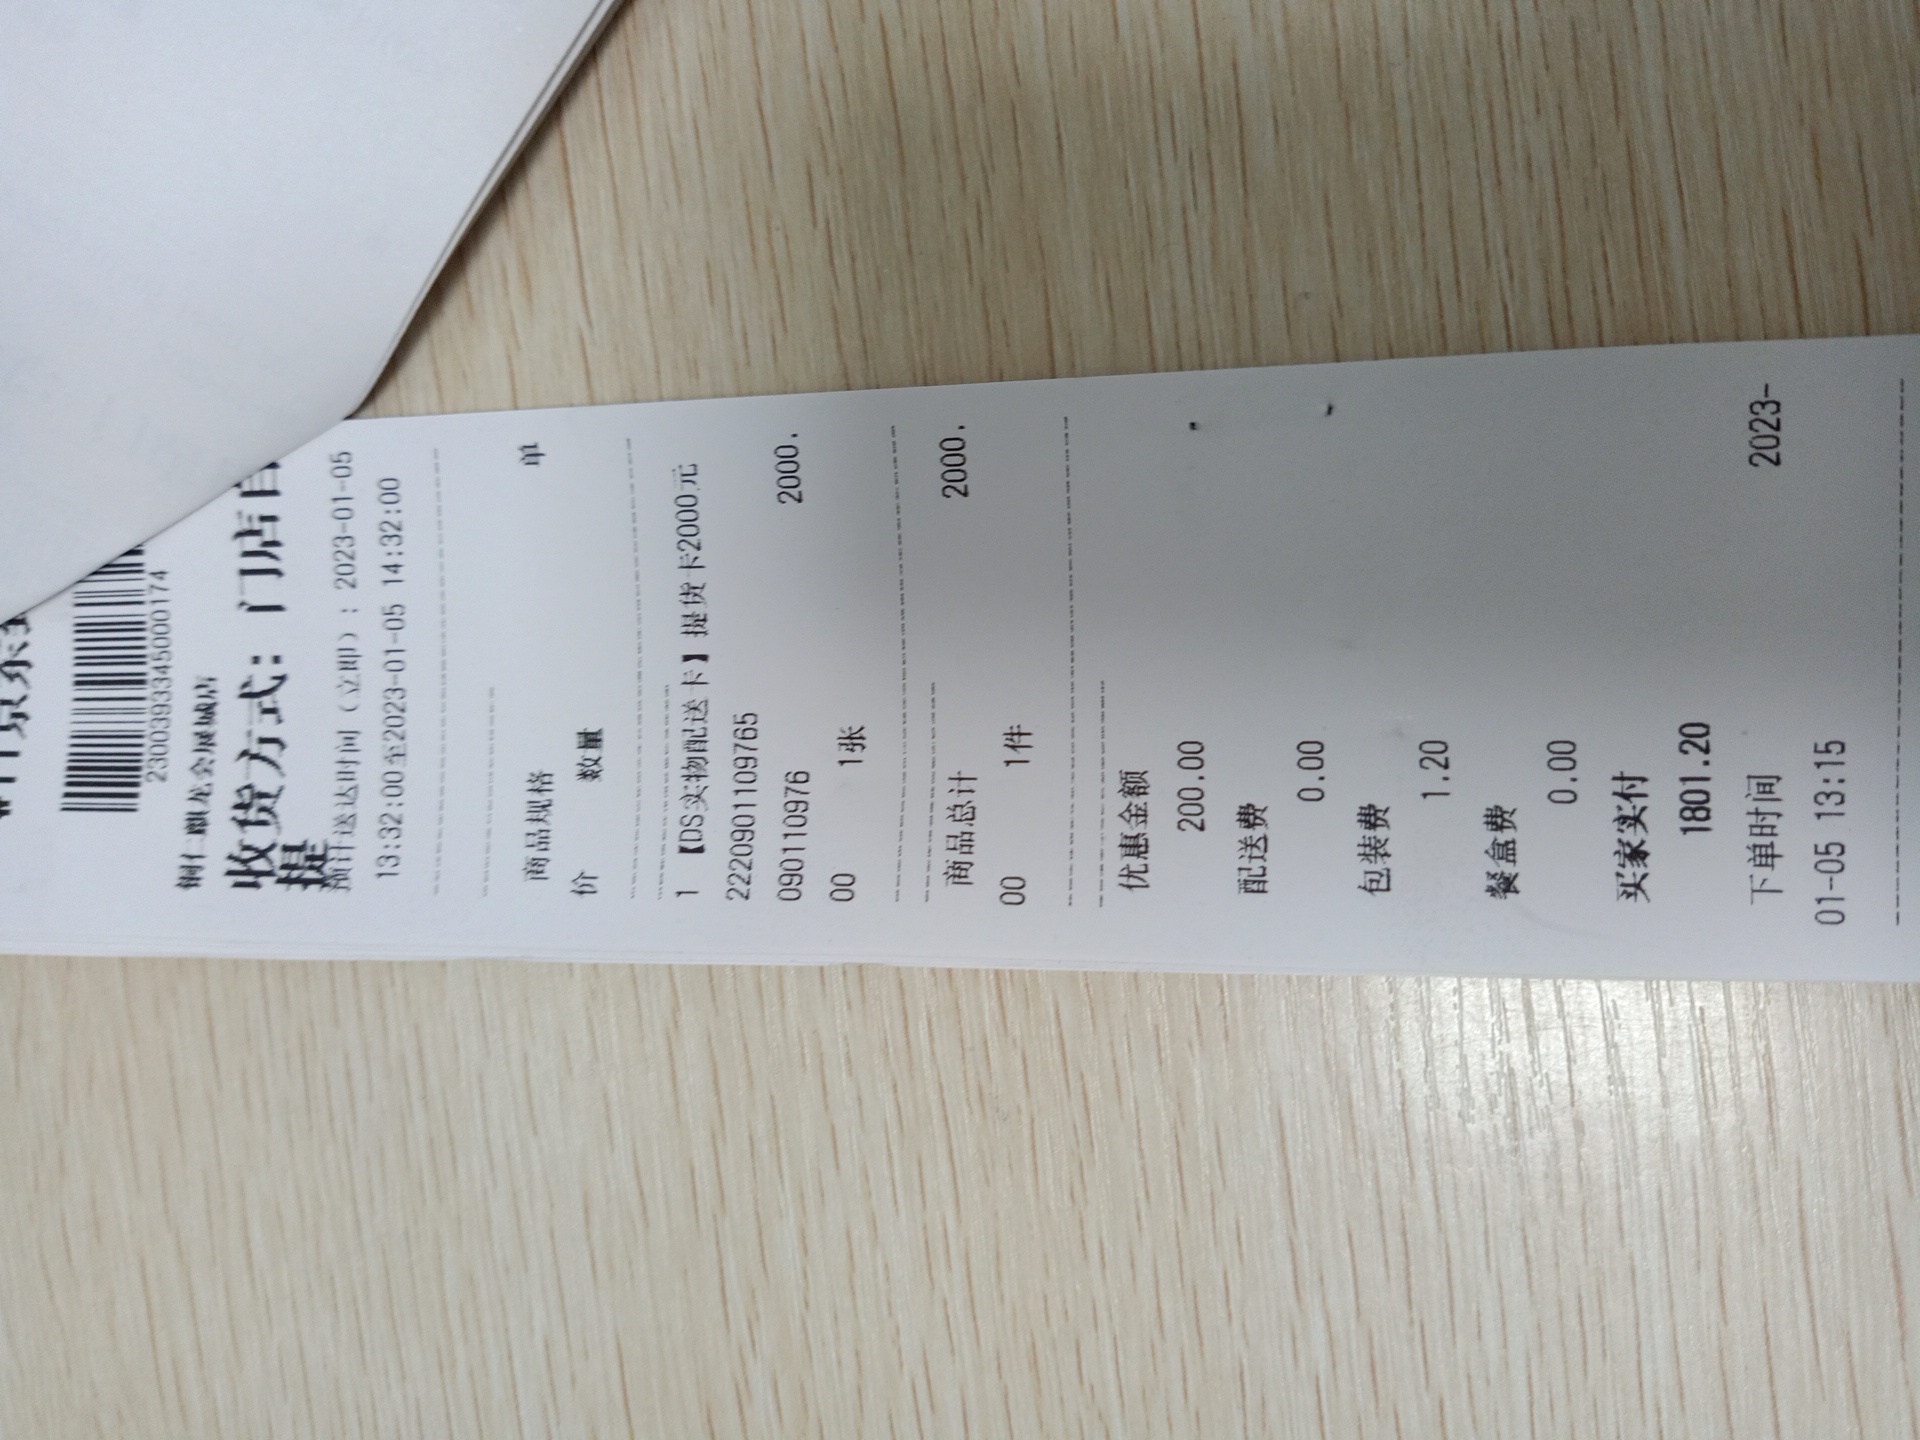 京东
2300393345000174
铜仁麒龙会展城店
收货方式：门店自
提
预计送达时间（立即）：2023-01-05
13:32:00至2023-01-05 14:32:00
商品规格 单
价 数量
1 【DS实物配送卡】提货卡2000元
2220901109765
0901110976 2000.
00 1张
商品总计 2000.
00 1件
优惠金额
200.00
配送费
0.00
包装费
1.20
餐盒费
0.00
买家实付
1801.20
下单时间 2023-
01-05 13:15